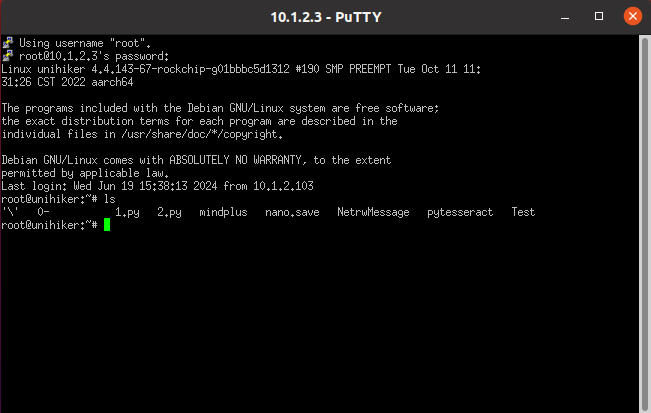 10.1.2.3 - PuTTY
Using username "root".
root@10.1.2.3's password:
Linux unihiker 4.4.143-67-rockchip-g01bbbc5d1312 #190 SMP PREEMPT Tue Oct 11 11:
31:26 CST 2022 aarch64
The programs included with the Debian GNU/Linux system are free software;
the exact distribution terms for each program are described in the
individual files in /usr/share/doc/*/copyright.
Debian GNU/Linux comes with ABSOLUTELY NO WARRANTY, to the extent
permitted by applicable law.
Last login: Wed Jun 19 15:38:13 2024 from 10.1.2.103
root@unihiker:~# ls
'\' 0- 1.py 2.py mindplus nano.save NetrwMessage pytesseract Test
root@unihiker:~#